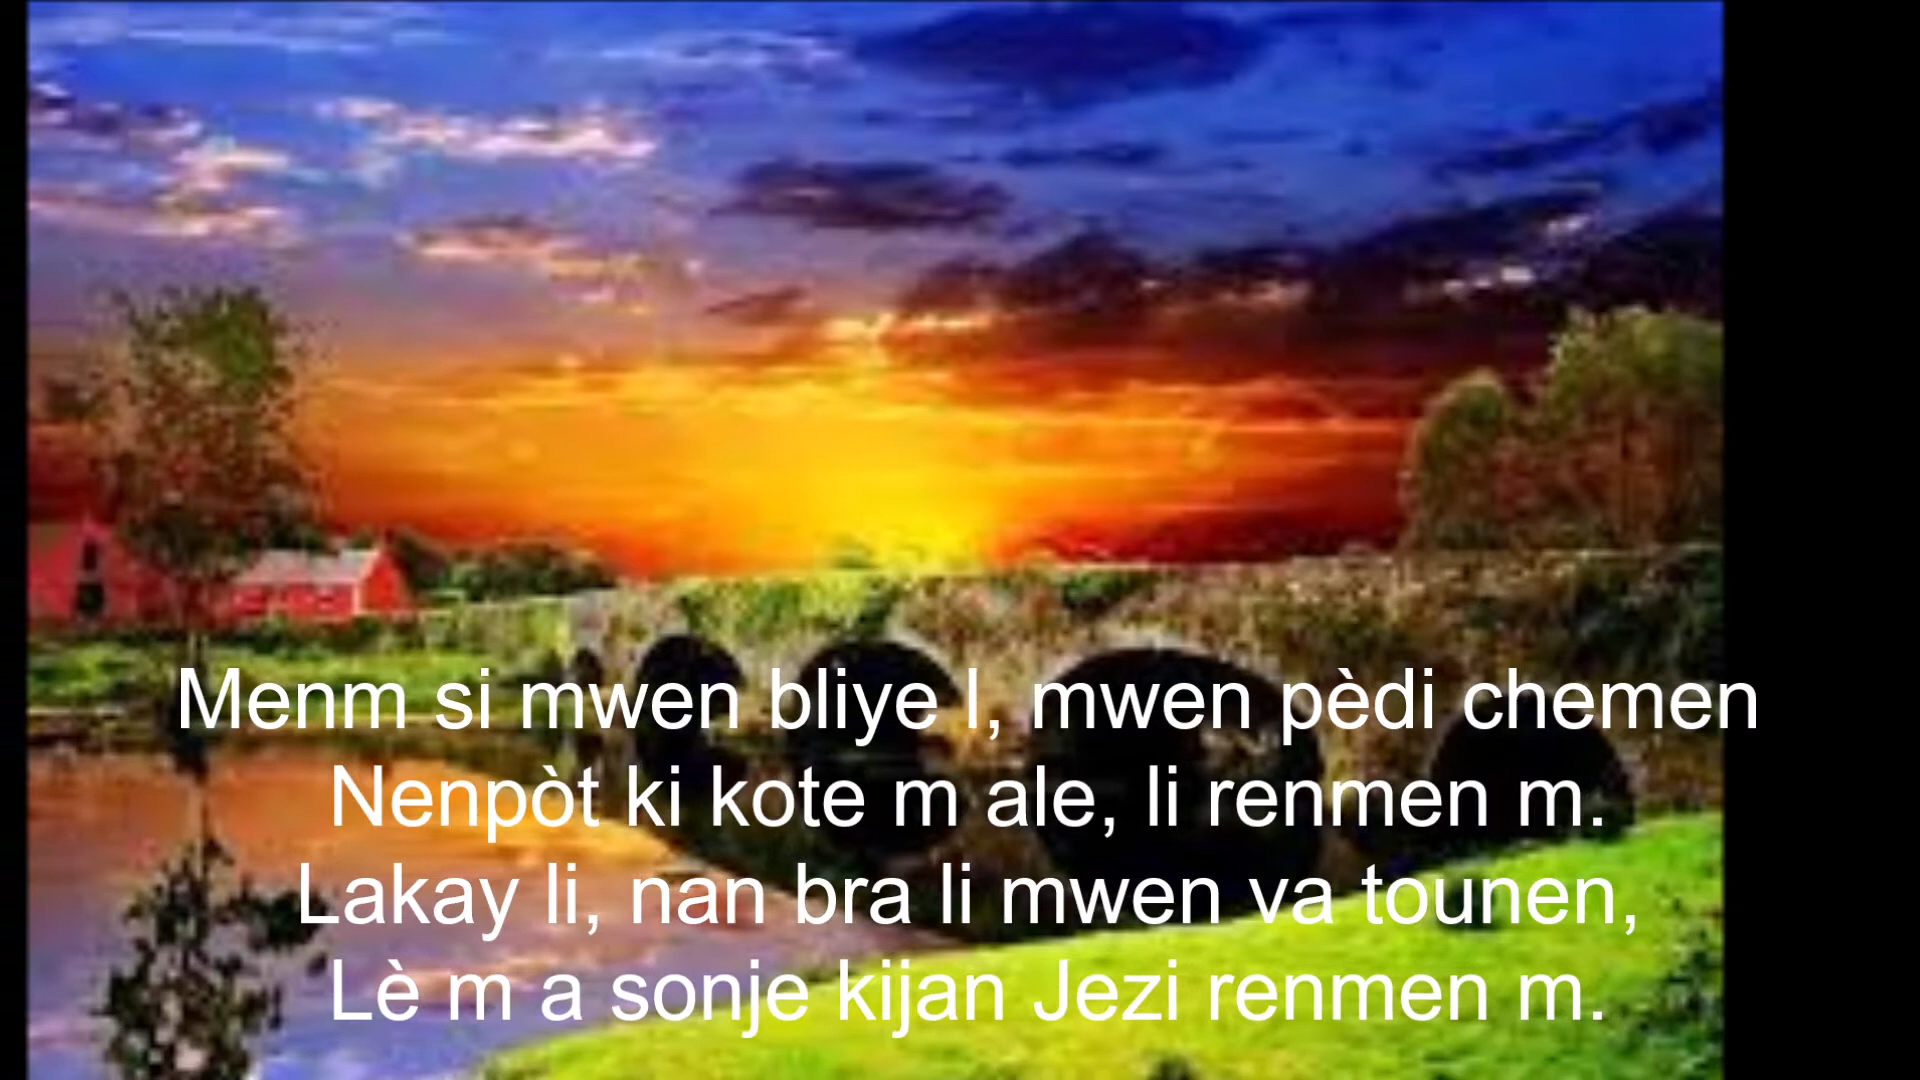 Menm si mwen bliye l, mwen pèdi chemen
Nenpòt ki kote m ale, li renmen m.
Lakay li, nan bra li mwen va tounen,
Lè m a sonje kijan Jezi renmen m.